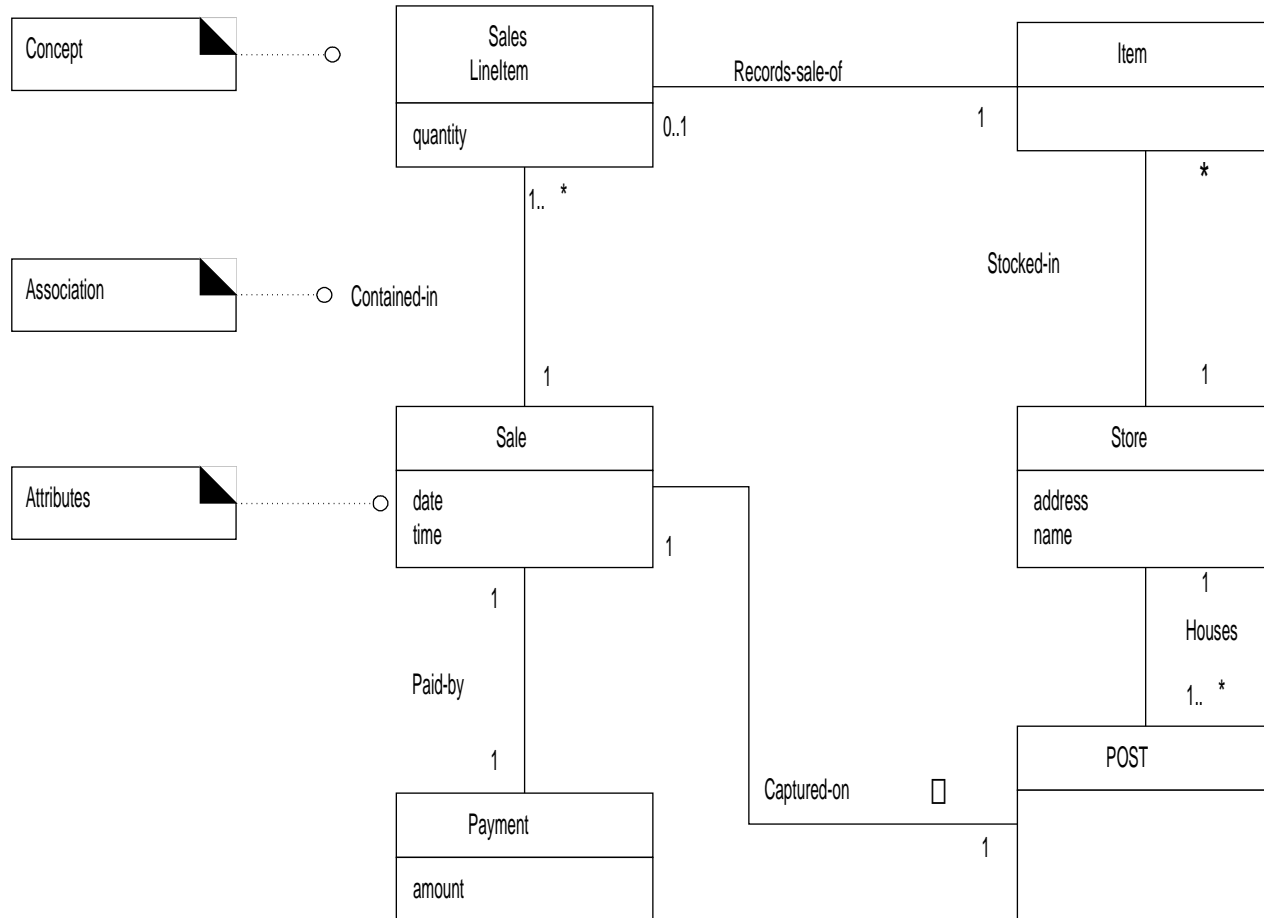 Concept
Sales
LineItem
quantity
Records-sale-of
0..1
1
Item
*
1.. *
Association
Contained-in
1
Stocked-in
1
Attributes
Sale
date
time
1
1
Store
address
name
1
Houses
1.. *
Paid-by
1
Payment
amount
Captured-on
1
POST